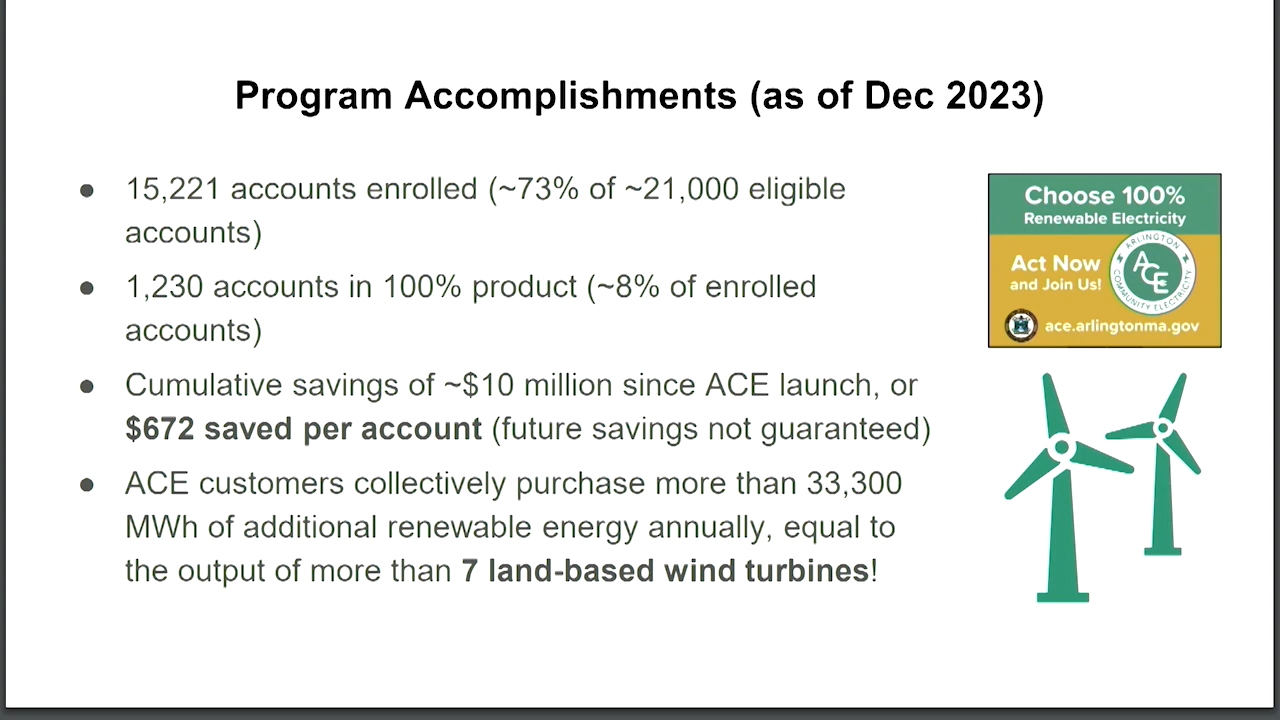 Program Accomplishments (as of Dec 2023)
● 15,221 accounts enrolled (~73% of ~21,000 eligible
accounts)
● 1,230 accounts in 100% product (~8% of enrolled
accounts)
● Cumulative savings of ~$10 million since ACE launch, or
$672 saved per account (future savings not guaranteed)
● ACE customers collectively purchase more than 33,300
MWh of additional renewable energy annually, equal to
the output of more than 7 land-based wind turbines!
Choose 100%
Renewable Electricity
Act Now
and Join Us!
ARLINGTON
ACE
COMMUNITY ELECTRICITY
ace.arlingtonma.gov